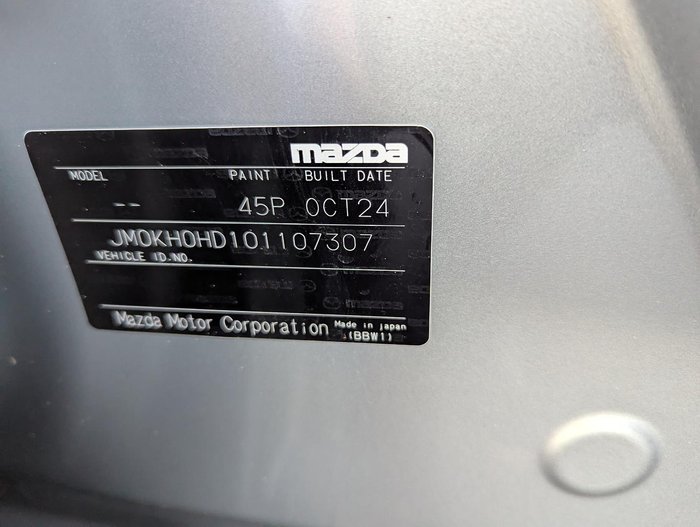 mazda
MODEL PAINT BUILT DATE
-- 45P OCT24
JM0KH0HD101107307
VEHICLE ID.NO.
Mazda Motor Corporation Made in japan
(BBW1)